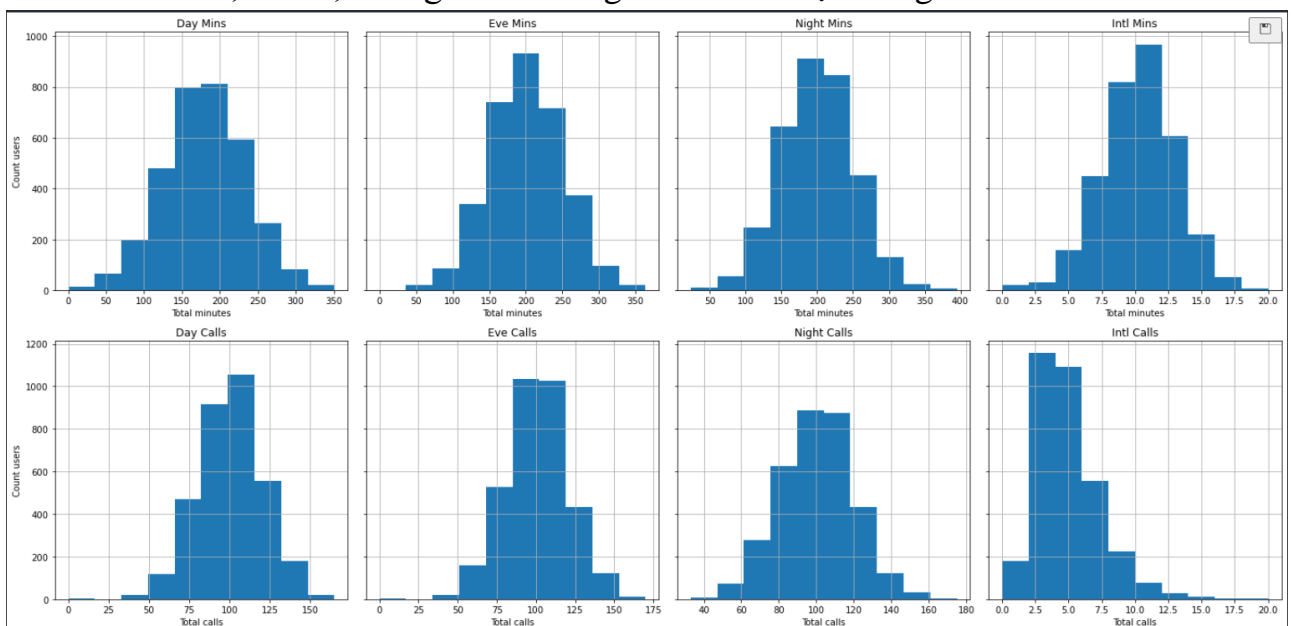 Day Mins
Eve Mins
Night Mins
Intl Mins
1000
800
600
400
200
0
Count users
0 50 100 150 200 250 300 350
0 50 100 150 200 250 300 350
50 100 150 200 250 300 350 400
0.0 2.5 5.0 7.5 10.0 12.5 15.0 17.5 20.0
Total minutes
Total minutes
Total minutes
Total minutes
Day Calls
Eve Calls
Night Calls
Intl Calls
1200
1000
800
600
400
200
0
Count users
0 25 50 75 100 125 150
0 25 50 75 100 125 150 175
40 60 80 100 120 140 160 180
0.0 2.5 5.0 7.5 10.0 12.5 15.0 17.5 20.0
Total calls
Total calls
Total calls
Total calls